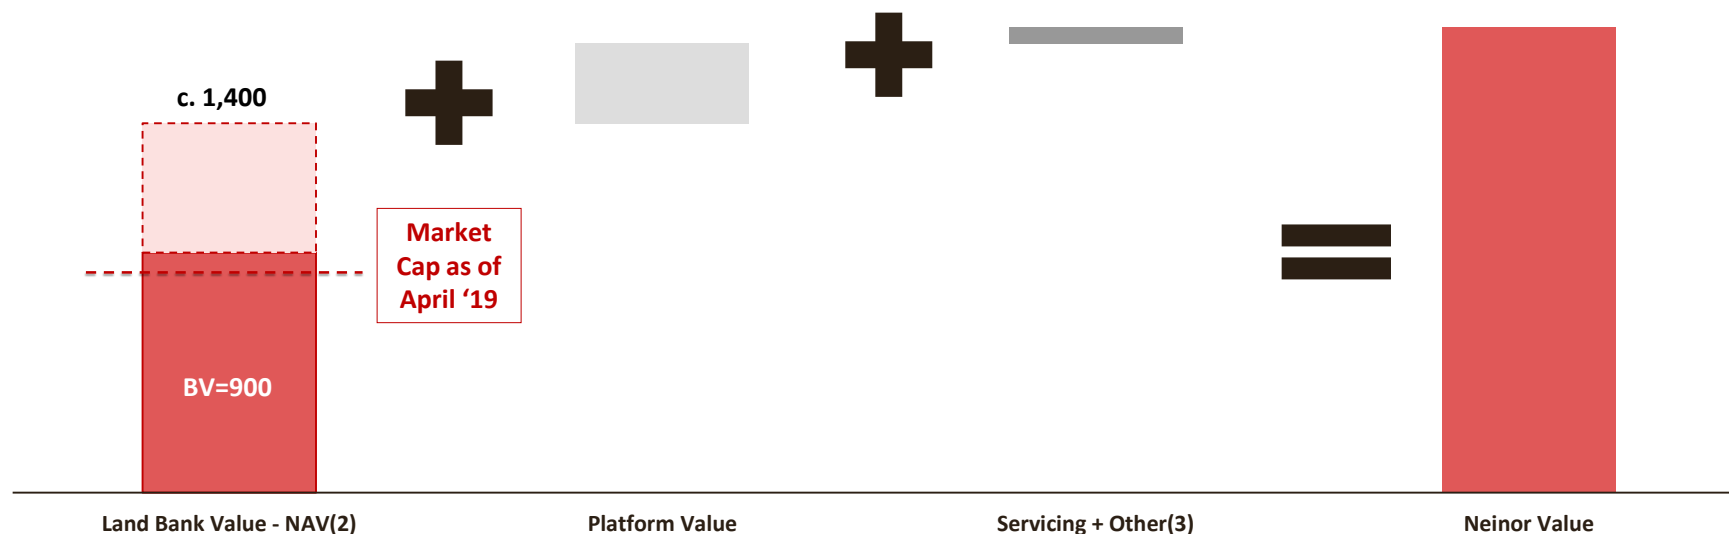 c. 1,400
Market
Cap as of
April ‘19
BV=900
Land Bank Value - NAV(2)
Platform Value
Servicing + Other(3)
Neinor Value